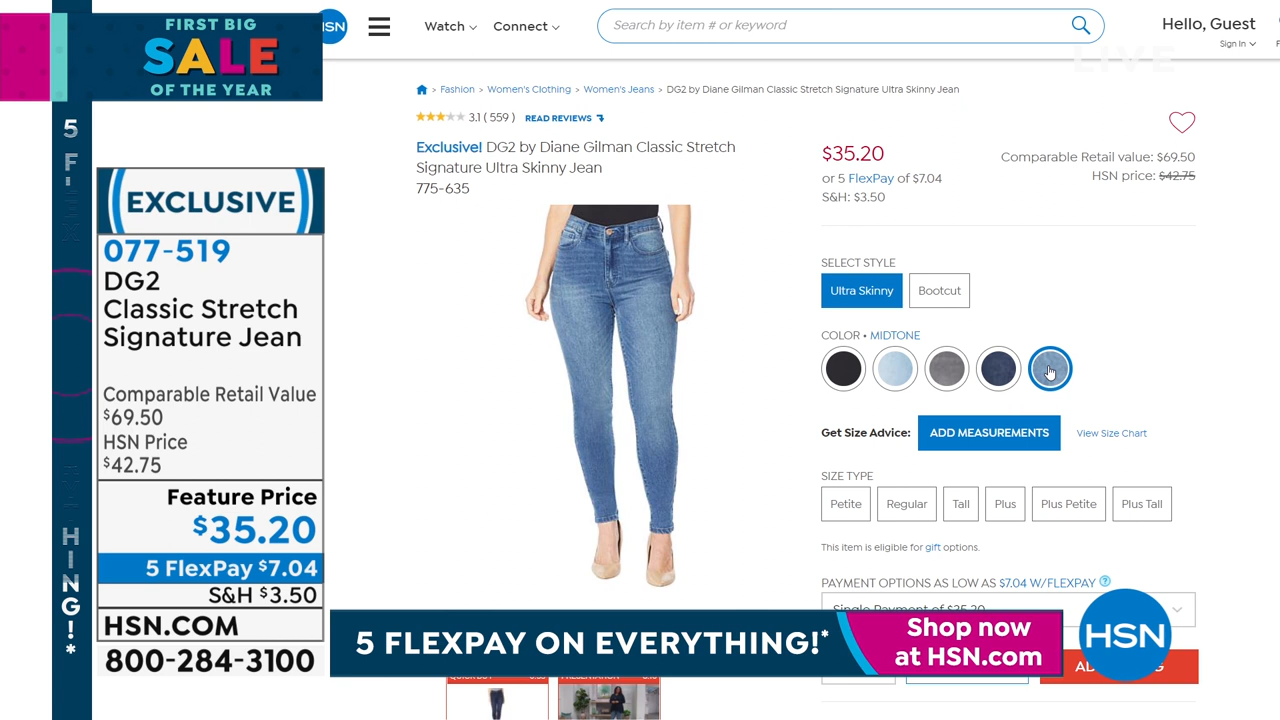 FIRST BIG
SALE
OF THE YEAR
HSN
Watch
Connect
Search by item # or keyword
Hello, Guest
Sign In
LIVE
Fashion > Women's Clothing > Women's Jeans > DG2 by Diane Gilman Classic Stretch Signature Ultra Skinny Jean
3.1 ( 559 ) READ REVIEWS
Exclusive! DG2 by Diane Gilman Classic Stretch
Signature Ultra Skinny Jean
775-635
$35.20
or 5 FlexPay of $7.04
S&H: $3.50
Comparable Retail value: $69.50
HSN price: $42.75
SELECT STYLE
Ultra Skinny
Bootcut
COLOR • MIDTONE
Get Size Advice:
ADD MEASUREMENTS
View Size Chart
SIZE TYPE
Petite
Regular
Tall
Plus
Plus Petite
Plus Tall
This item is eligible for gift options.
PAYMENT OPTIONS AS LOW AS $7.04 W/FLEXPAY
Single Payment of $35.20
EXCLUSIVE
077-519
DG2
Classic Stretch
Signature Jean
Comparable Retail Value
$69.50
HSN Price
$42.75
Feature Price
$35.20
5 FlexPay $7.04
S&H $3.50
HSN.COM
800-284-3100
5 FLEXPAY ON EVERYTHING!*
Shop now
at HSN.com
HSN